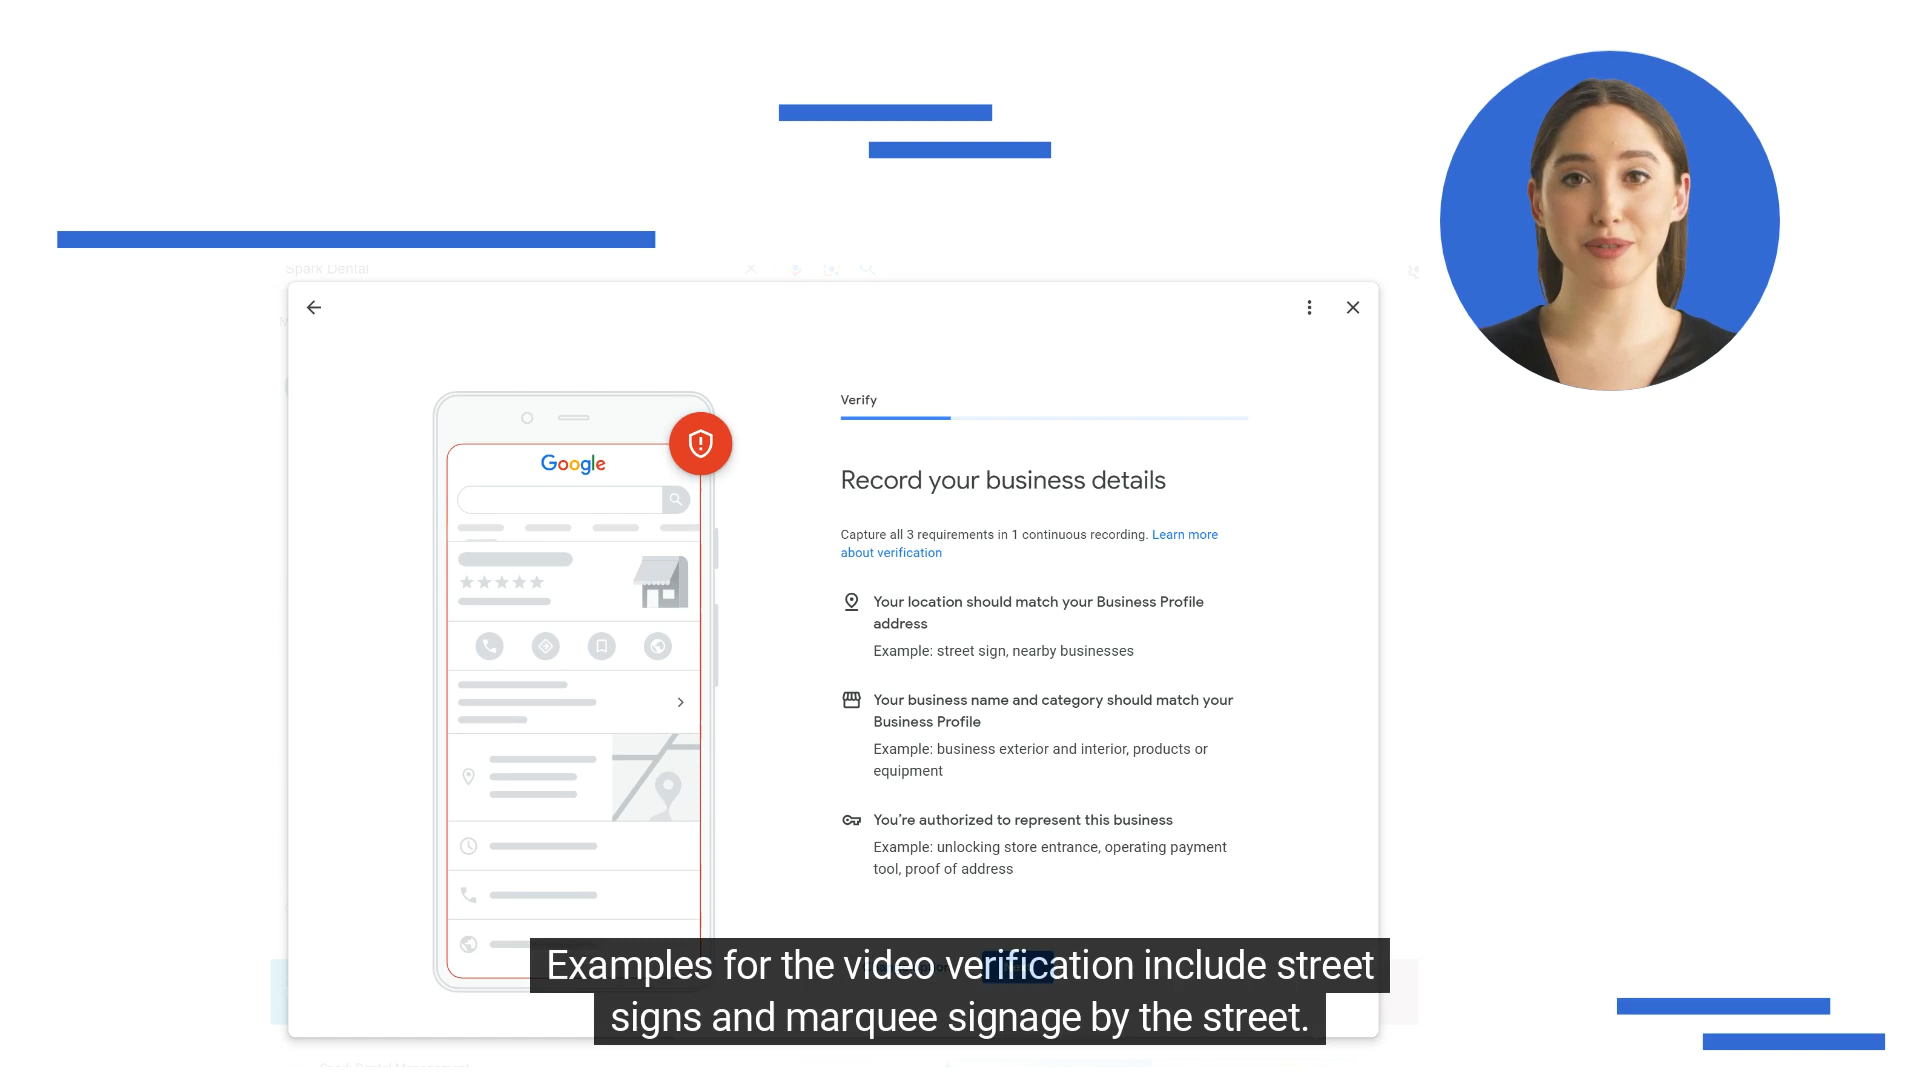 Spark Dental
Google
Verify
Record your business details
Capture all 3 requirements in 1 continuous recording. Learn more
about verification
Your location should match your Business Profile
address
Example: street sign, nearby businesses
Your business name and category should match your
Business Profile
Example: business exterior and interior, products or
equipment
You’re authorized to represent this business
Example: unlocking store entrance, operating payment
tool, proof of address
Examples for the video verification include street
signs and marquee signage by the street.